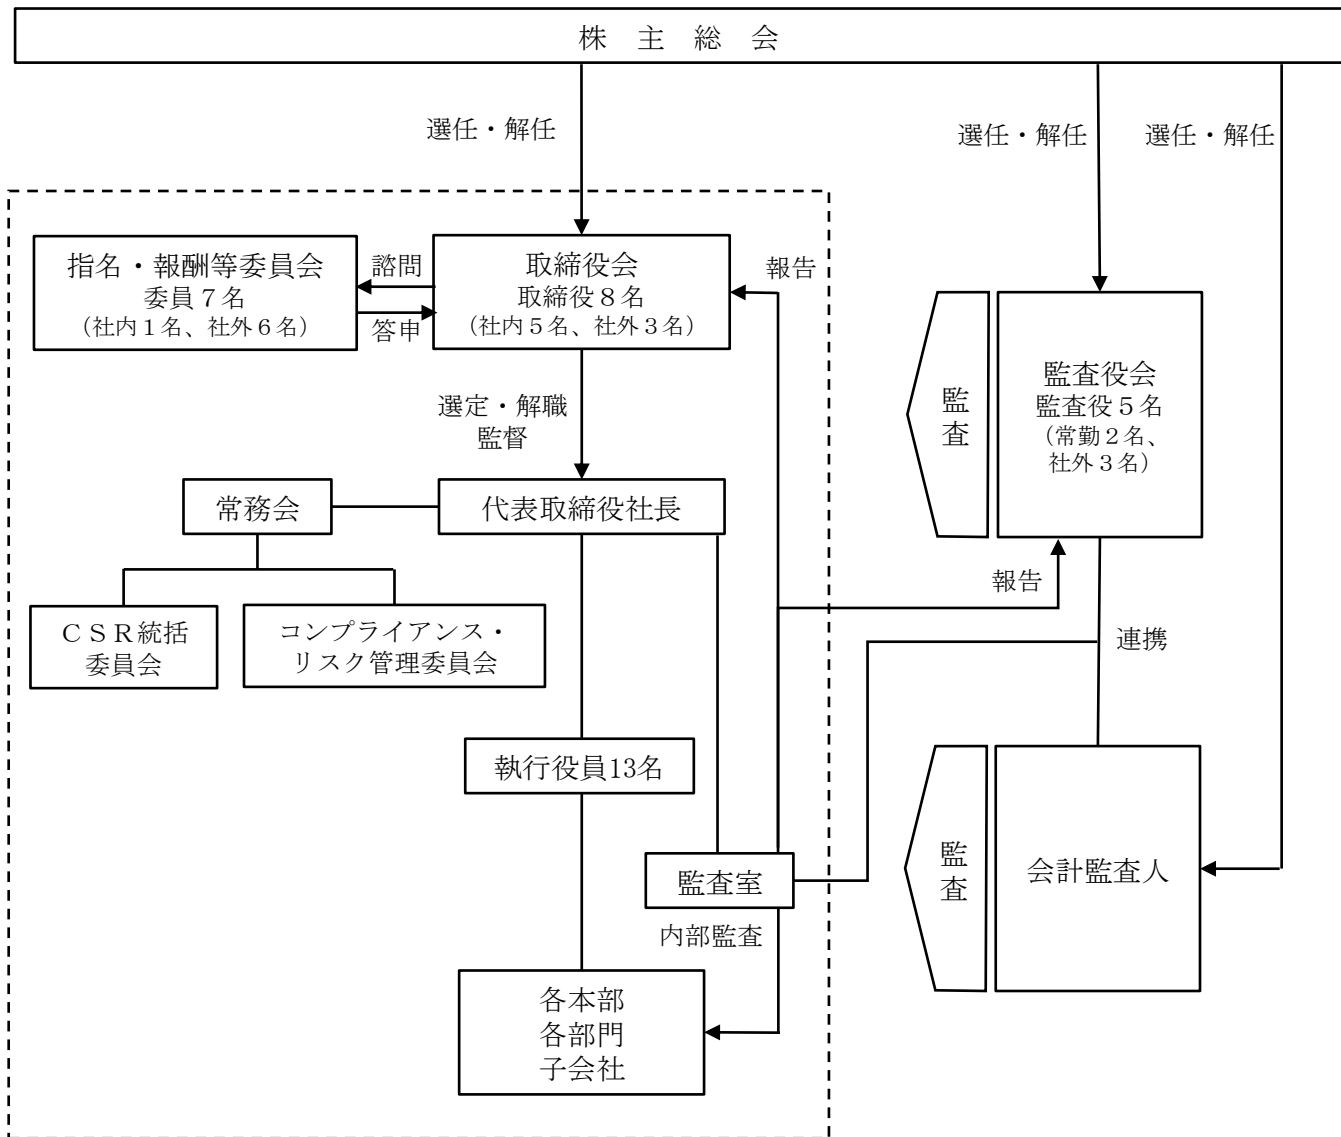 株　主　総　会
選任・解任
選任・解任
選任・解任
指名・報酬等委員会
委員７名
（社内１名、社外６名）
諮問
答申
取締役会
取締役８名
（社内５名、社外３名）
報告
監査
監査役会
監査役５名
（常勤２名、
社外３名）
選定・解職
監督
常務会
代表取締役社長
報告
ＣＳＲ統括
委員会
コンプライアンス・
リスク管理委員会
連携
執行役員13名
監査室
内部監査
監査
会計監査人
各本部
各部門
子会社